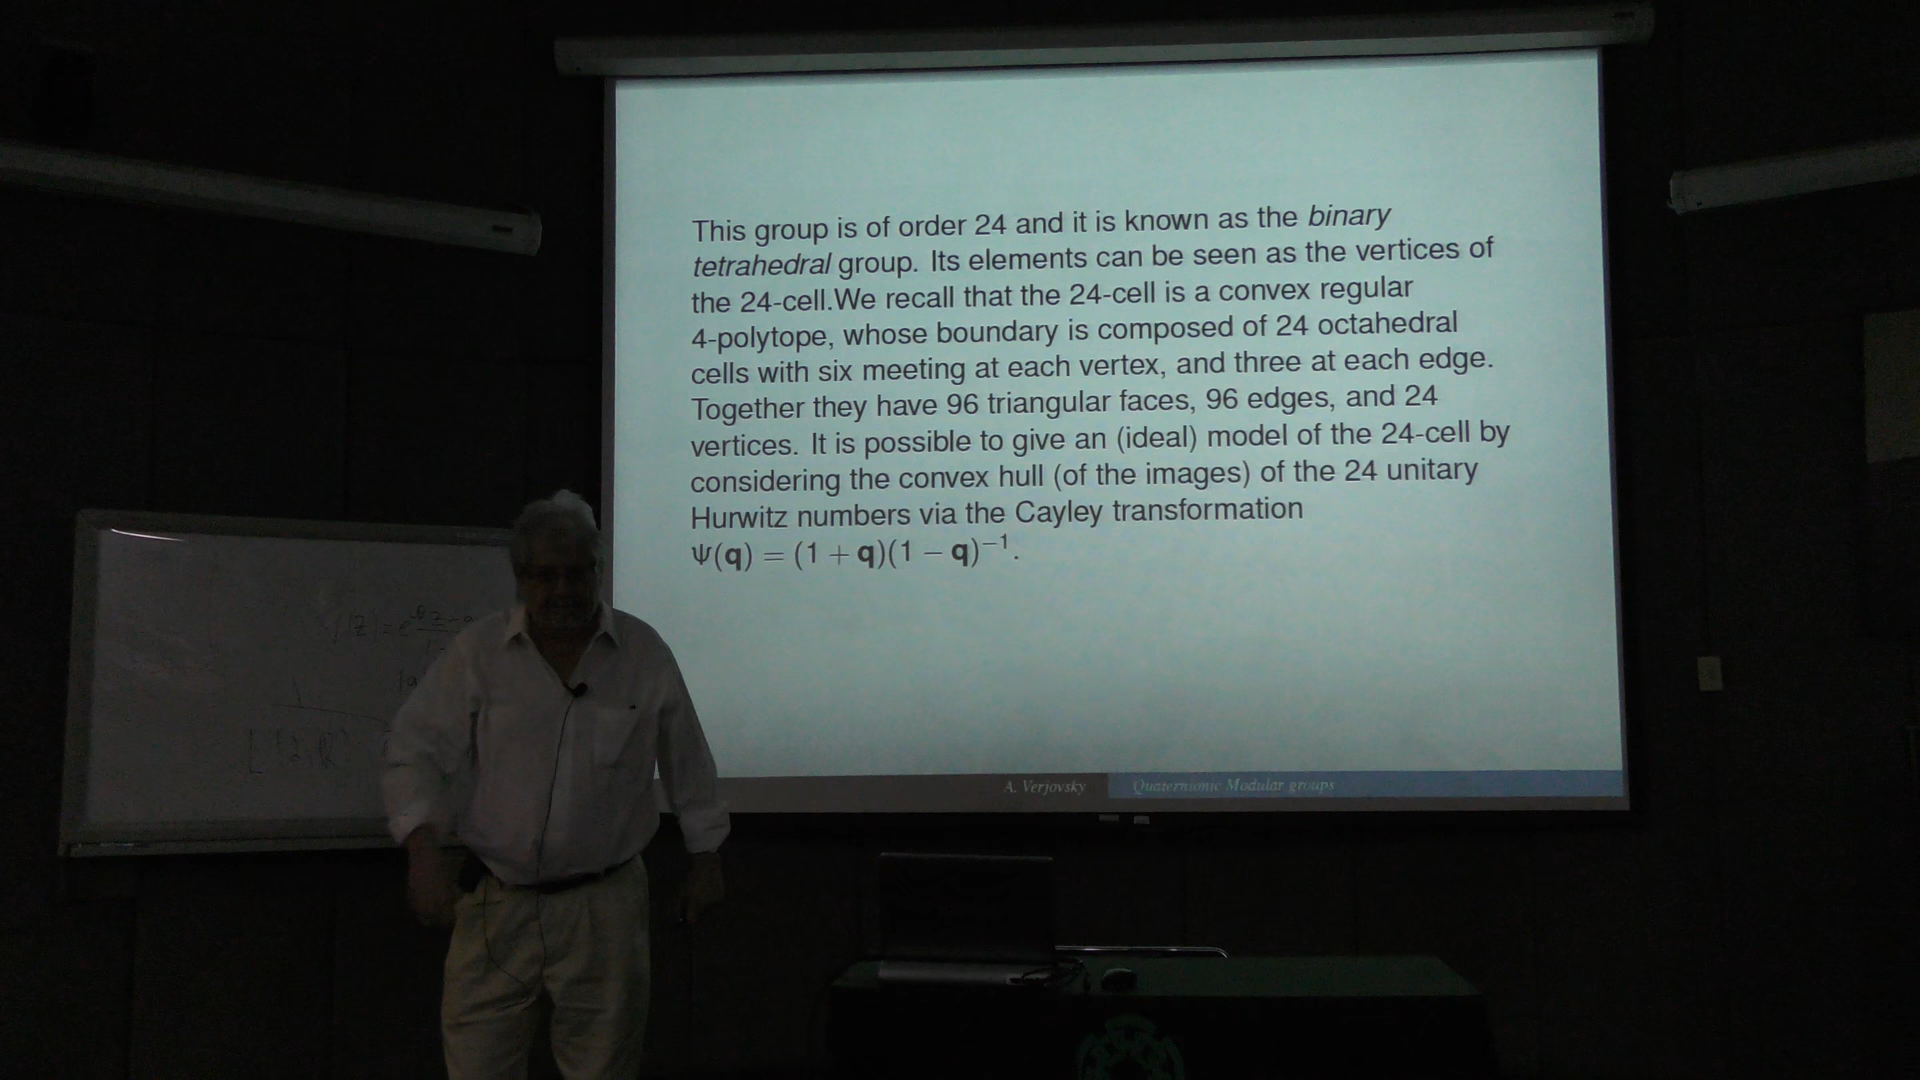 This group is of order 24 and it is known as the binary
tetrahedral group. Its elements can be seen as the vertices of
the 24-cell.We recall that the 24-cell is a convex regular
4-polytope, whose boundary is composed of 24 octahedral
cells with six meeting at each vertex, and three at each edge.
Together they have 96 triangular faces, 96 edges, and 24
vertices. It is possible to give an (ideal) model of the 24-cell by
considering the convex hull (of the images) of the 24 unitary
Hurwitz numbers via the Cayley transformation
Ψ(q) = (1 + q)(1 − q)⁻¹.
A. Verjovsky Quaternionic Modular groups